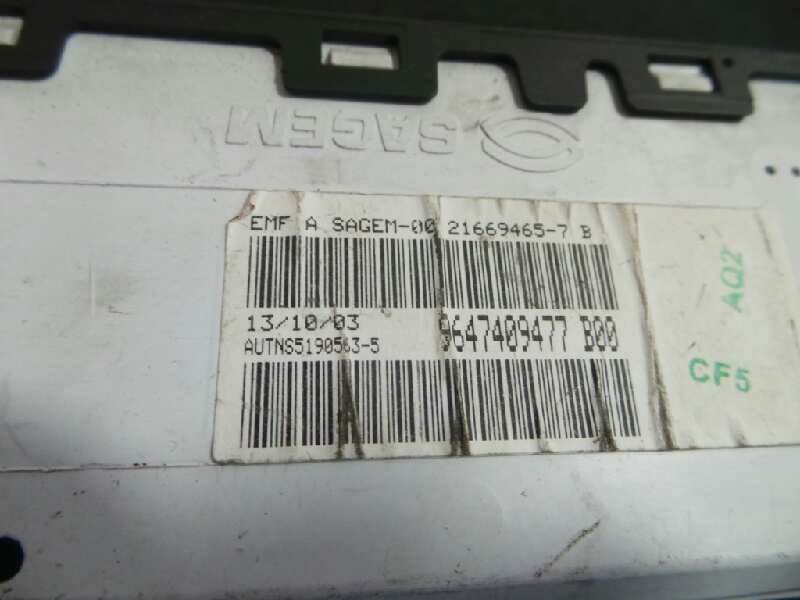 SAGEM
EMF A SAGEM-00 21669465-7 B
13/10/03
9647409477 B00
AUTNS5190563-5
AQ2
CF5